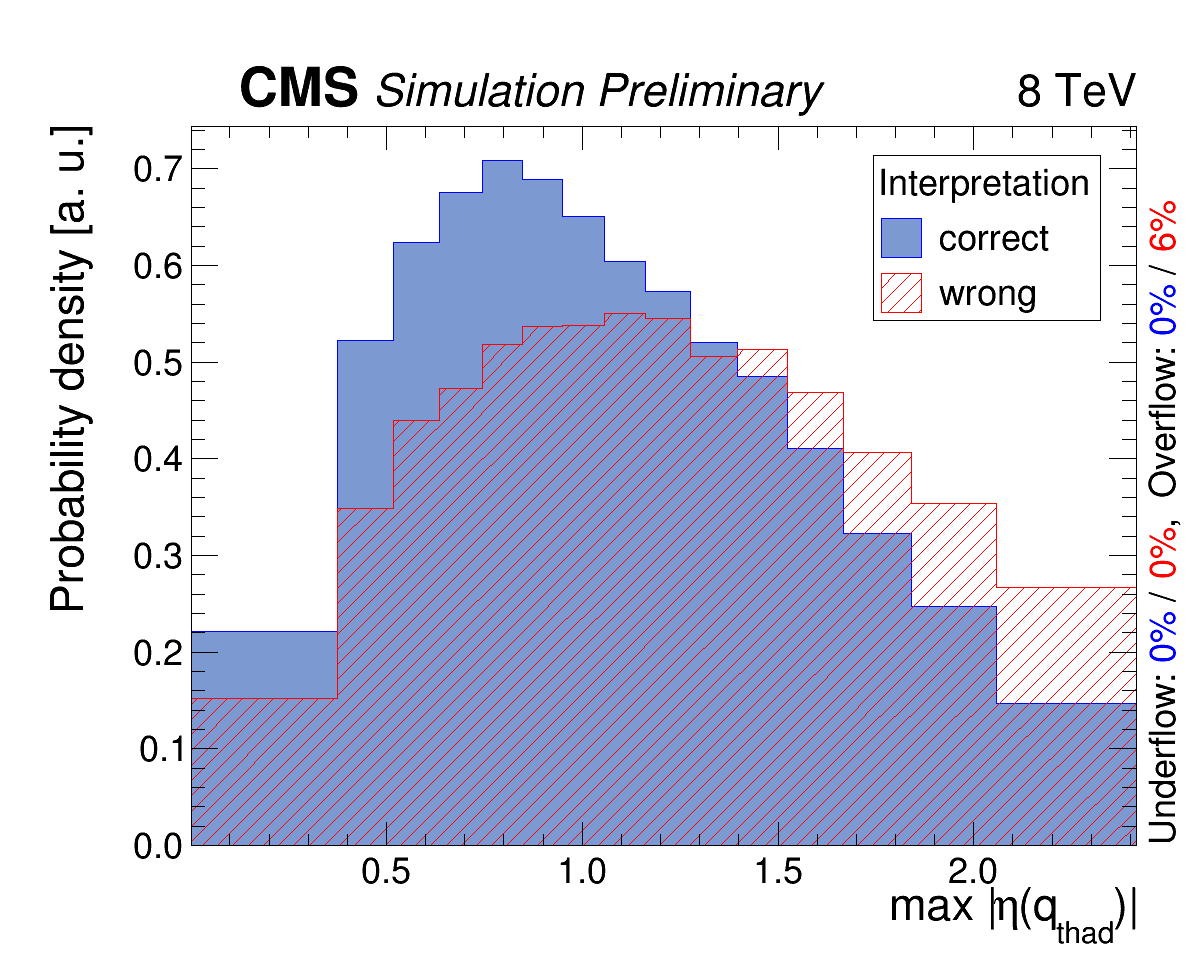 CMS Simulation Preliminary 8 TeV
Probability density [a. u.]
0.7
0.6
0.5
0.4
0.3
0.2
0.1
0.0
Interpretation
correct
wrong
0.5 1.0 1.5 2.0
max |η(q_thad)|
Underflow: 0% / 0%, Overflow: 0% / 6%